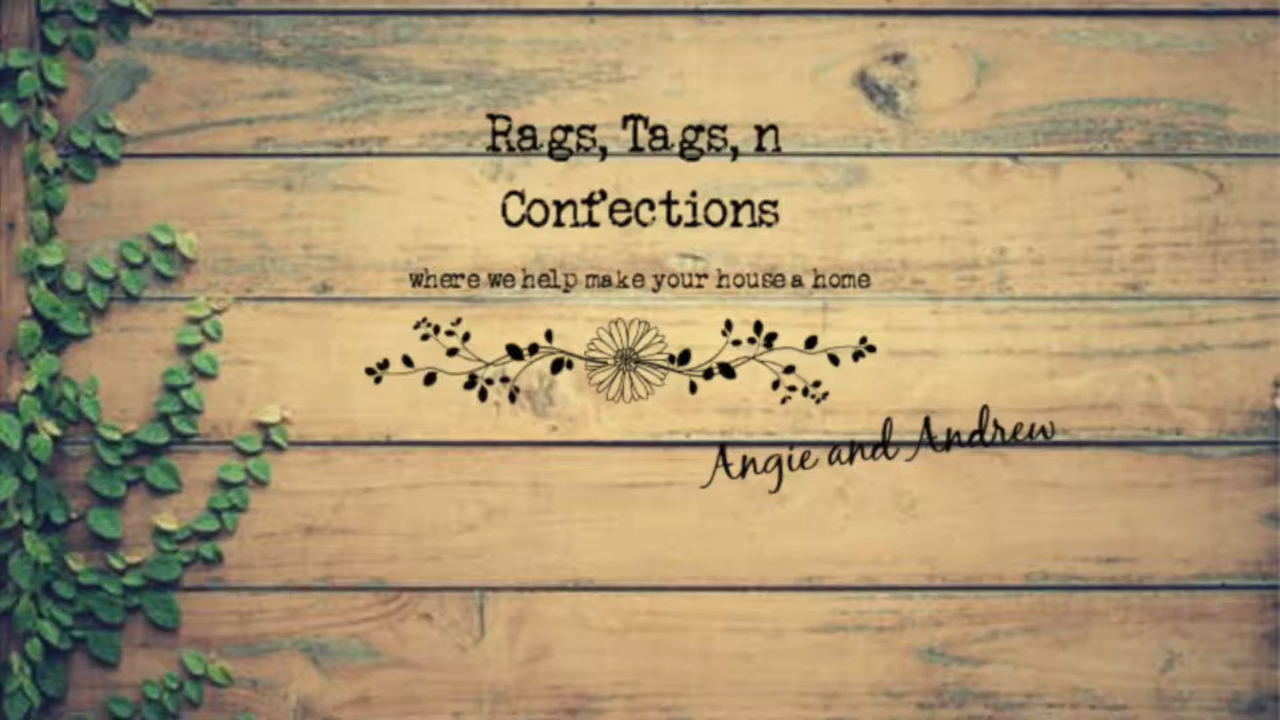 Rags, Tags, n
Confections
where we help make your house a home
Angie and Andrew